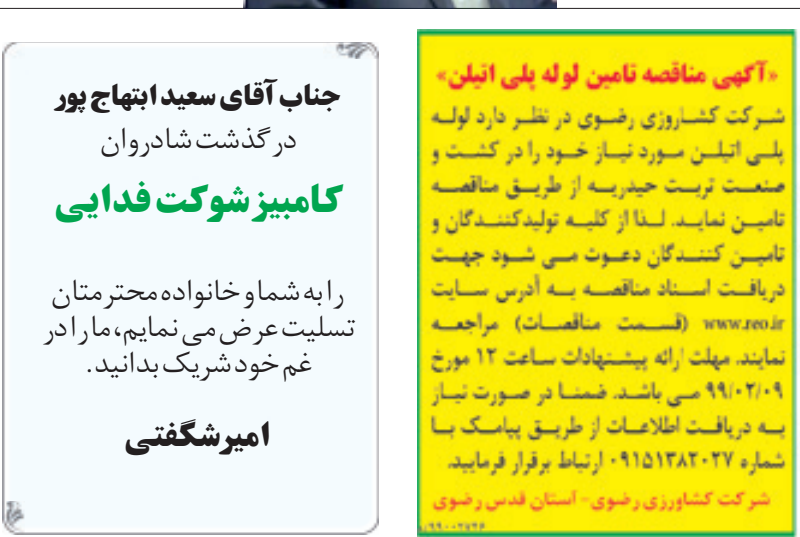 «آگهی مناقصه تامین لوله پلی اتیلن»
شرکت کشاورزی رضوی در نظر دارد لوله
پلی اتیلن مورد نیاز خود را در کشت و
صنعت تربت حیدریه از طریق مناقصه
تامین نماید. لذا از کلیه تولیدکنندگان و
تامین کنندگان دعوت می شود جهت
دریافت اسناد مناقصه به آدرس سایت
www.reo.ir (قسمت مناقصات) مراجعه
نمایند. مهلت ارائه پیشنهادات ساعت ۱۲ مورخ
۹۹/۰۲/۰۹ می باشد. ضمنا در صورت نیاز
به دریافت اطلاعات از طریق پیامک با
شماره ۰۹۱۵۱۳۸۲۰۲۷ ارتباط برقرار فرمایید.
شرکت کشاورزی رضوی- آستان قدس رضوی
جناب آقای سعید ابتهاج پور
درگذشت شادروان
کامبیز شوکت فدایی
را به شما و خانواده محترمتان
تسلیت عرض می نمایم، ما را در
غم خود شریک بدانید.
امیرشگفتی